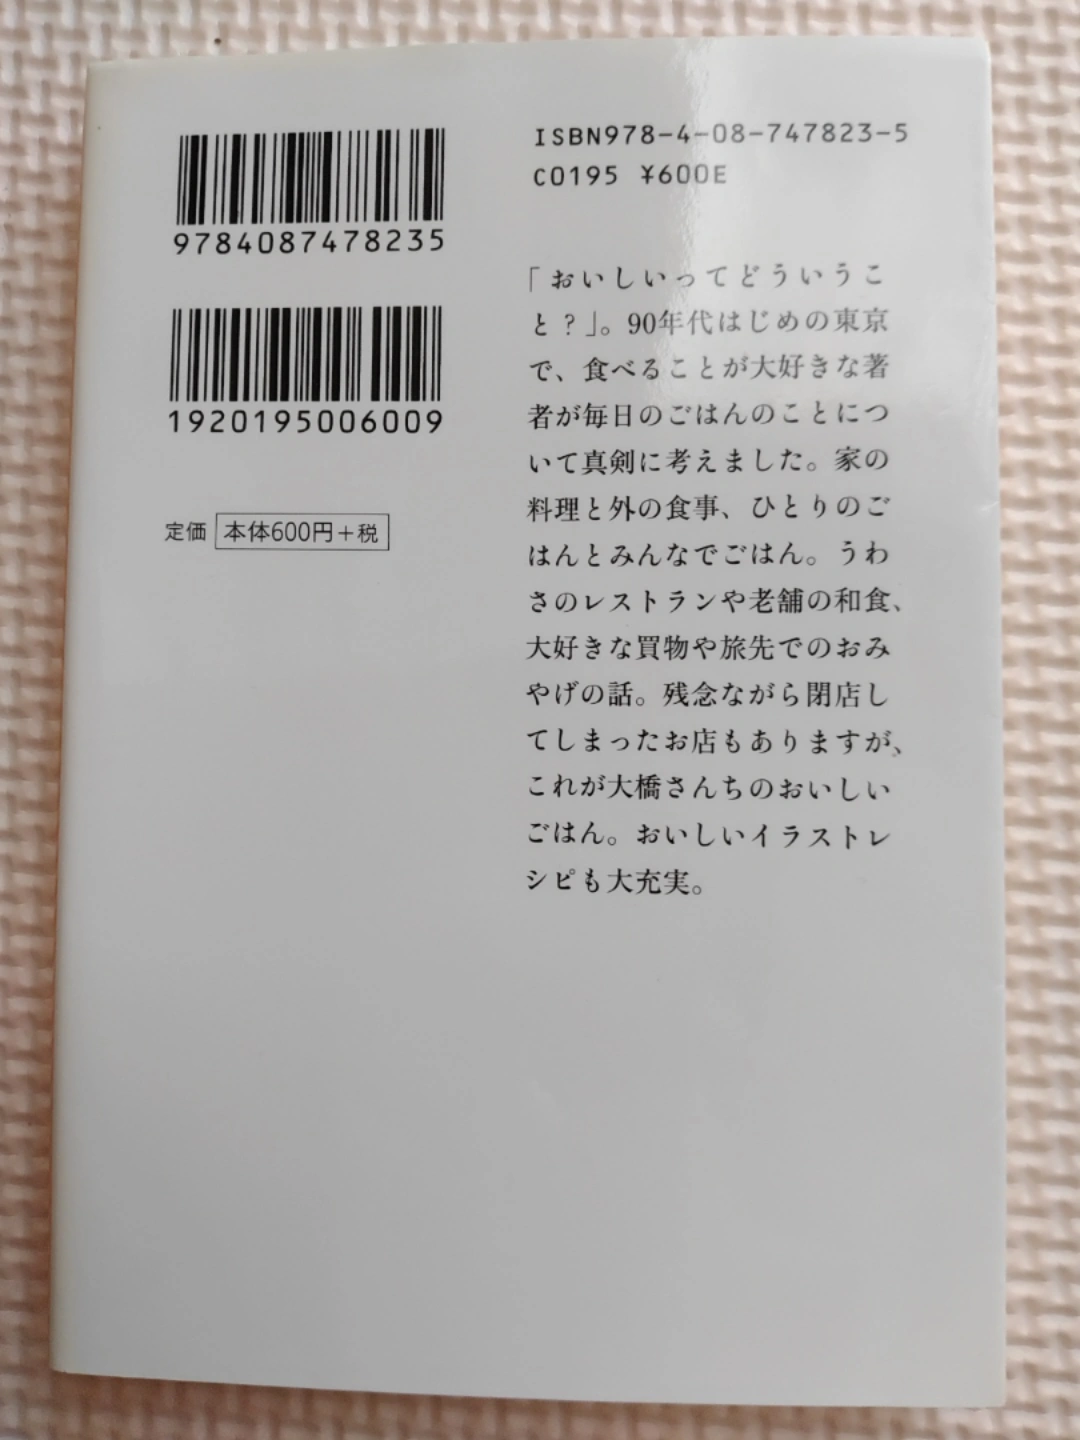 9784087478235
1920195006009
定価 本体600円+税
ISBN978-4-08-747823-5
C0195 ¥600E
「おいしいってどういうこ
と?」。90年代はじめの東京
で、食べることが大好きな著
者が毎日のごはんのことにつ
いて真剣に考えました。家の
料理と外の食事、ひとりのご
はんとみんなでごはん。うわ
さのレストランや老舗の和食、
大好きな買物や旅先でのおみ
やげの話。残念ながら閉店し
てしまったお店もありますが、
これが大橋さんちのおいしい
ごはん。おいしいイラストレ
シピも大充実。